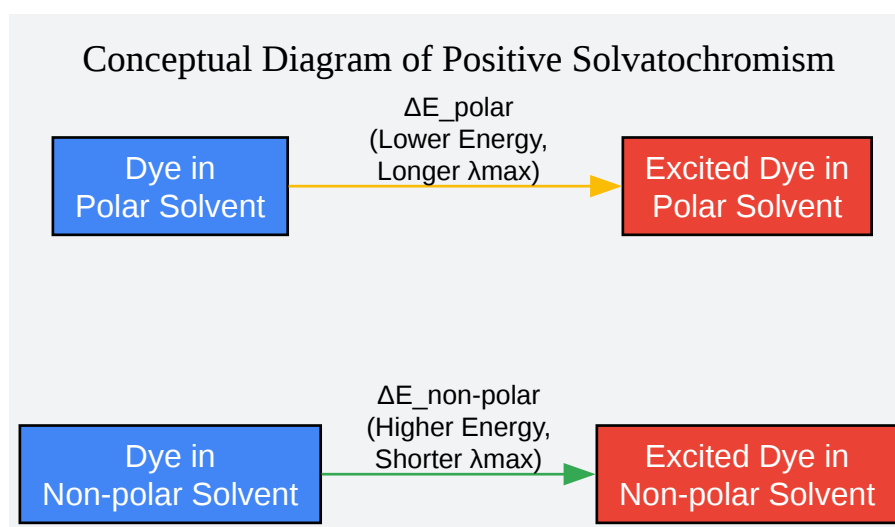 Conceptual Diagram of Positive Solvatochromism
ΔE_polar
(Lower Energy,
Longer λmax)
Dye in
Polar Solvent
Excited Dye in
Polar Solvent
ΔE_non-polar
(Higher Energy,
Shorter λmax)
Dye in
Non-polar Solvent
Excited Dye in
Non-polar Solvent